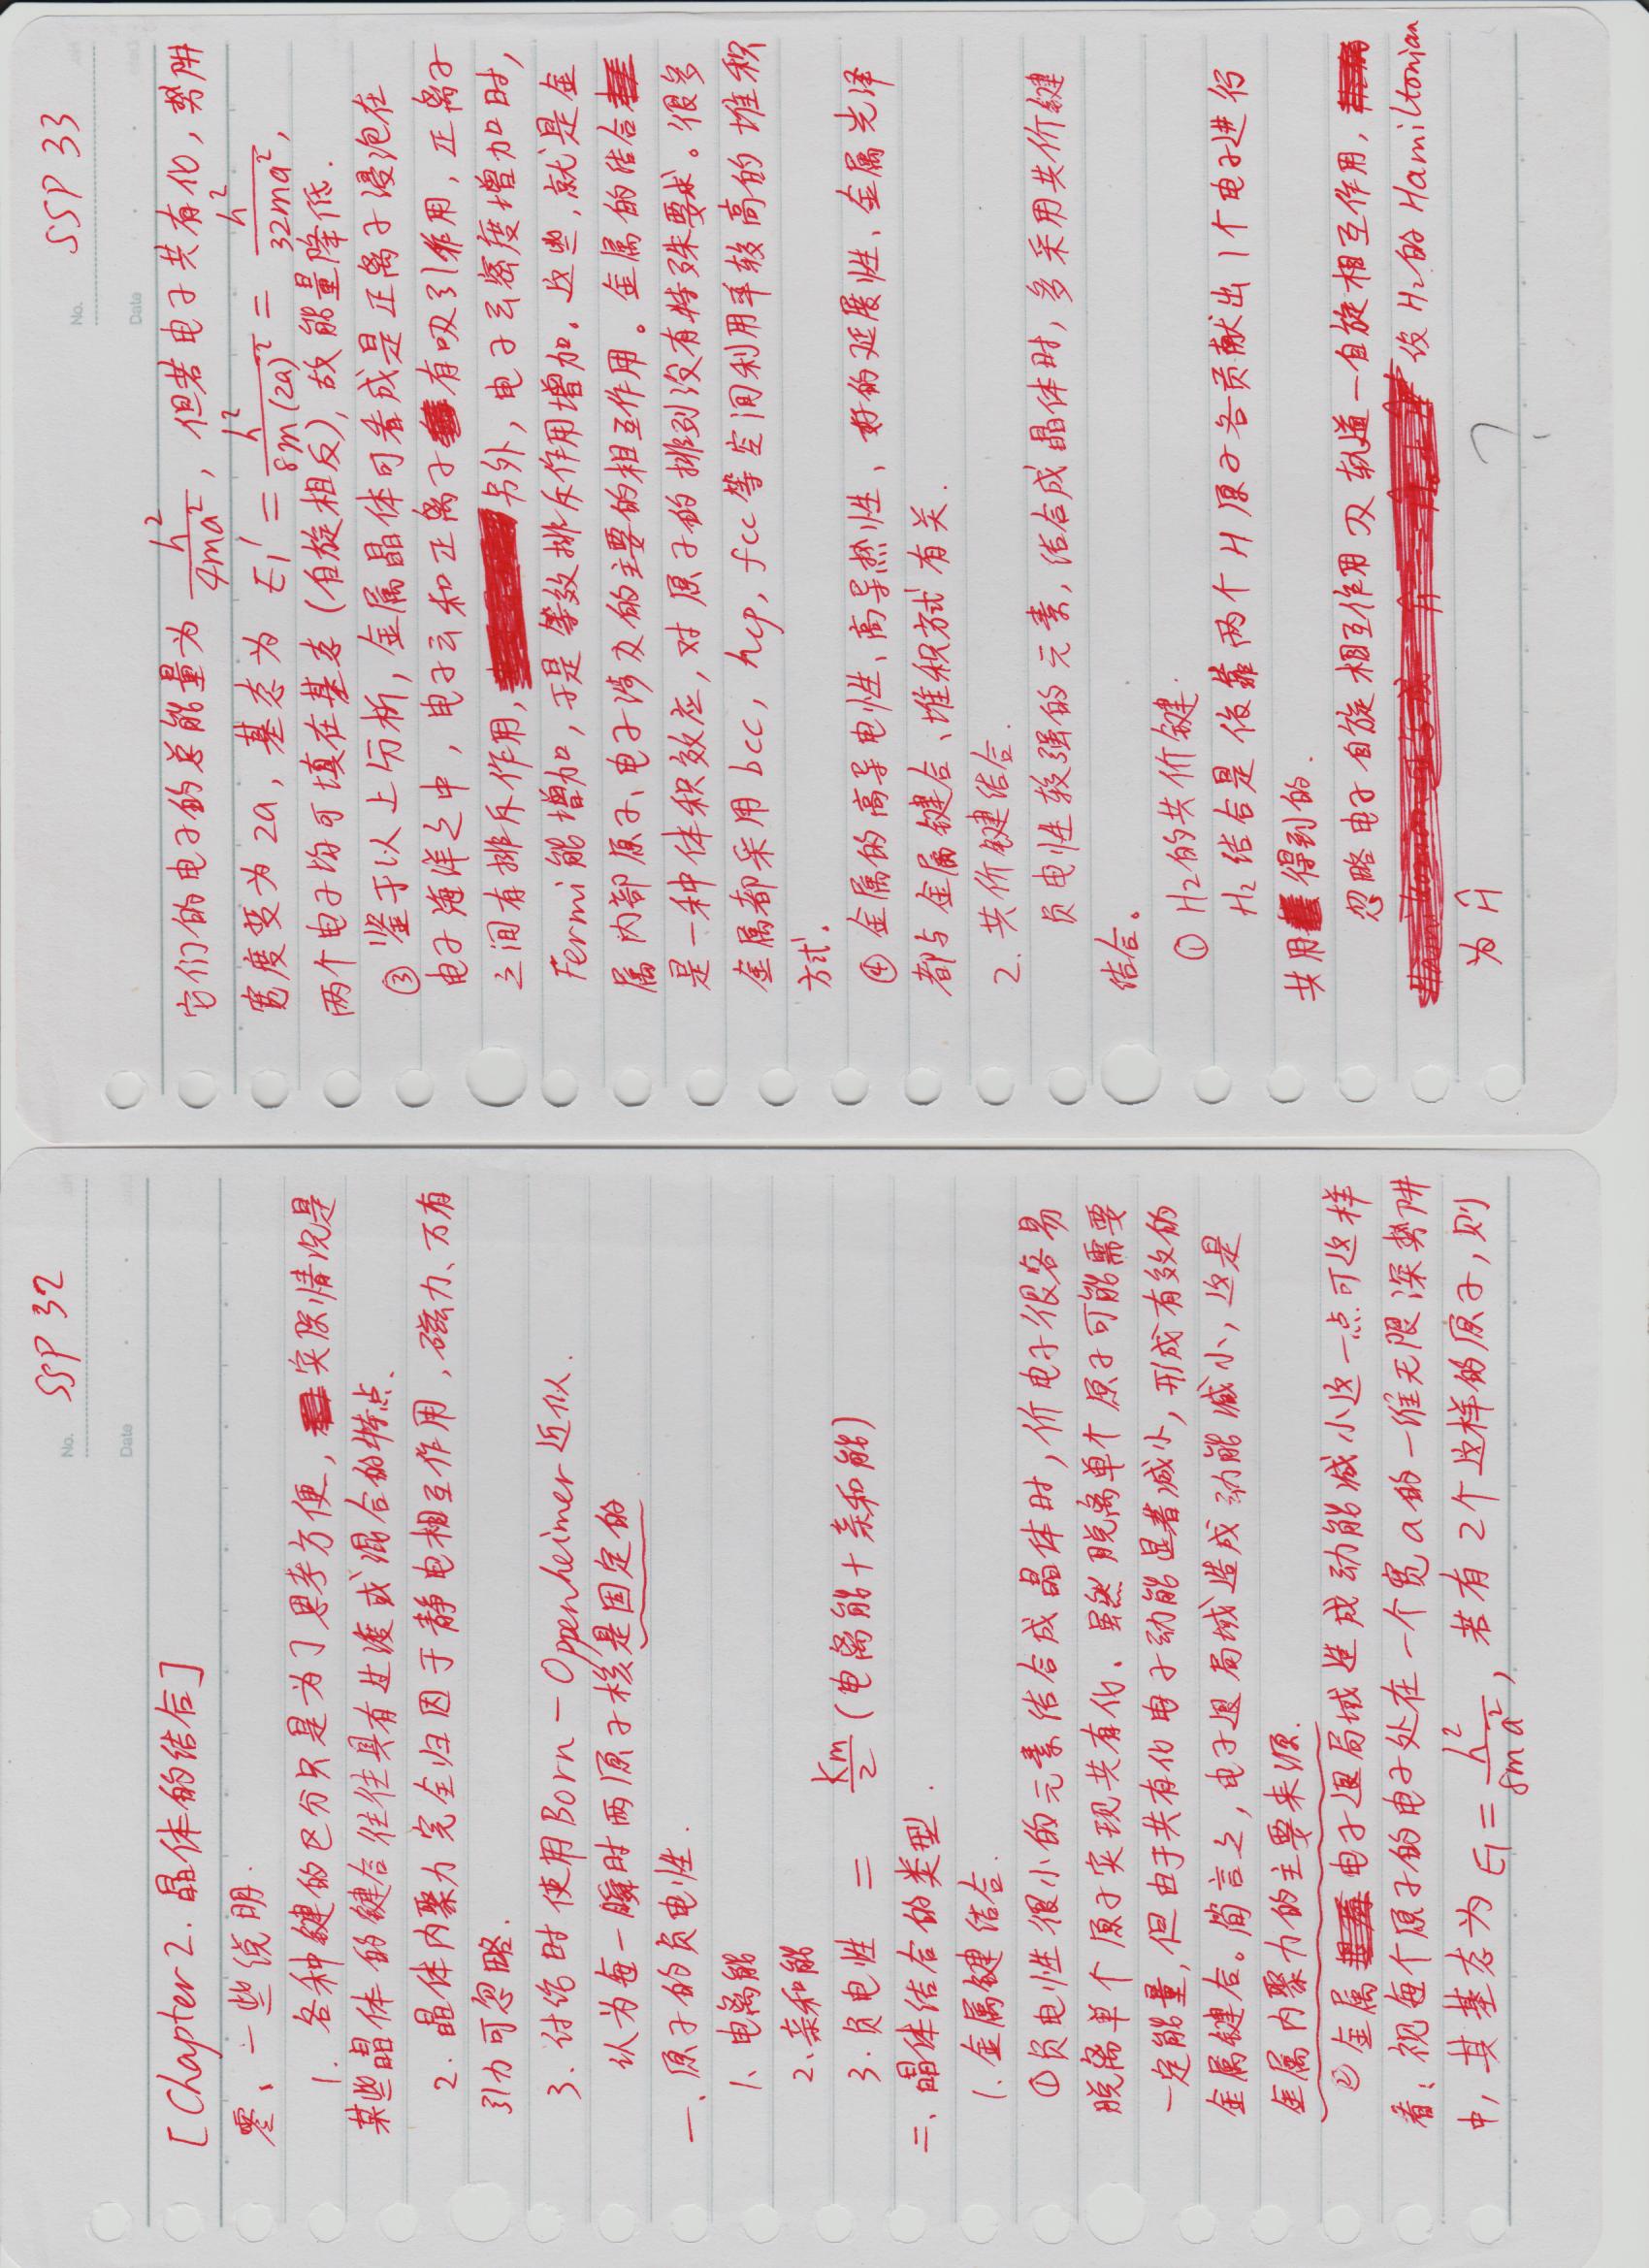 No. SSP 32
Date
[Chapter 2. 晶体的结合]
零、一些说明.
1. 各种键的区分只是为了思考方便, 实际情况是
某些晶体的键合往往具有过渡或混合的特点.
2. 晶体内聚力完全归因于静电相互作用, 磁力、万有
引力可忽略.
3. 讨论时使用Born-Oppenheimer近似.
认为每一瞬时两原子核是固定的
一、原子的负电性.
1、电离能
2、亲和能
3. 负电性 = Km/2 (电离能+亲和能)
二、晶体结合的类型.
1. 金属键结合.
①负电性很小的元素结合成晶体时, 价电子很容易
脱离单个原子实现共有化. 虽然脱离单个原子可能需要
一定能量, 但由于共有化电子动能显著减小, 形成有效的
金属键合。简言之, 电子退局域造成动能减小, 这是
金属内聚力的主要来源.
②金属 电子退局域造成动能减小这一点可这样
看: 视每个原子的电子处在一个宽a的一维无限深势阱
中, 其基态为 E₁ = h²/8ma², 若有2个这样的原子, 则
No. SSP 33
Date
它们的电子的总能量为 h²/4ma², 但若电子共有化, 势阱
宽度变为2a, 基态为 E₁' = h²/8m(2a)² = h²/32ma²,
两个电子均可填在基态(自旋相反), 故能量降低.
③ 鉴于以上分析, 金属晶体可看成是正离子浸泡在
电子海洋之中, 电子云和正离子有吸引作用, 正离子
之间有排斥作用, 另外, 电子云密度增加时,
Fermi能增加, 于是等效排斥作用增加。这些, 就是金
属内部原子、电子涉及的主要的相互作用。金属的结合
是一种体积效应, 对原子的排列没有特殊要求。很多
金属都采用bcc, hcp, fcc等空间利用率较高的堆积
方式.
④ 金属的高导电性、高导热性、好的延展性、金属光泽
都与金属键合、堆积方式有关.
2. 共价键结合.
负电性较强的元素, 结合成晶体时, 多采用共价键
结合。
① H₂的共价键.
H₂结合是依靠两个H原子各贡献出1个电子进行
共用得到的.
忽略电子自旋相互作用及轨道-自旋相互作用,
设H₂的Hamiltonian
为 Ĥ
?